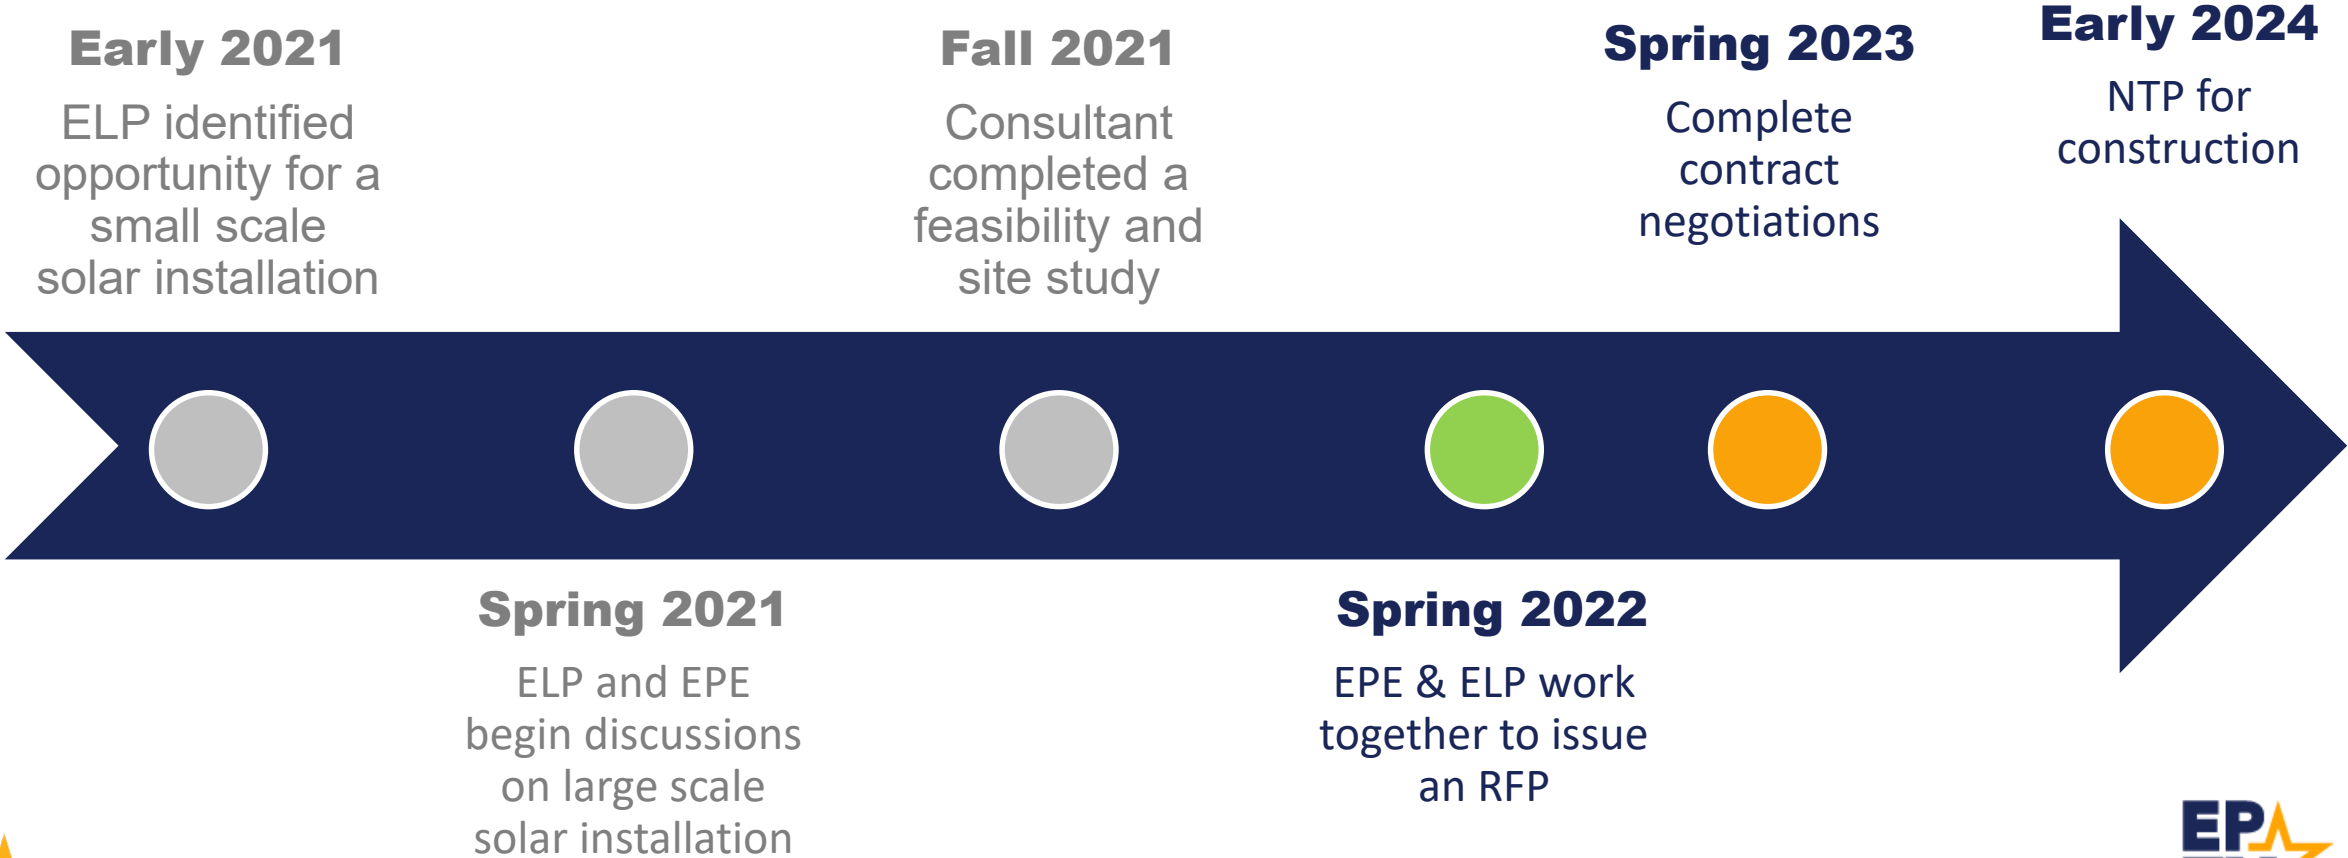 Early 2021
ELP identified
opportunity for a
small scale
solar installation
Spring 2021
ELP and EPE
begin discussions
on large scale
solar installation
Fall 2021
Consultant
completed a
feasibility and
site study
Spring 2022
EPE & ELP work
together to issue
an RFP
Spring 2023
Complete
contract
negotiations
Early 2024
NTP for
construction
EP